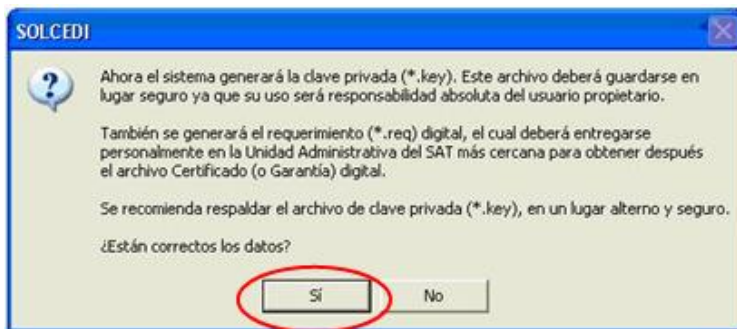 SOLCEDI
Ahora el sistema generará la clave privada (*.key). Este archivo deberá guardarse en
lugar seguro ya que su uso será responsabilidad absoluta del usuario propietario.
También se generará el requerimiento (*.req) digital, el cual deberá entregarse
personalmente en la Unidad Administrativa del SAT más cercana para obtener después
el archivo Certificado (o Garantía) digital.
Se recomienda respaldar el archivo de clave privada (*.key), en un lugar alterno y seguro.
¿Están correctos los datos?
Sí No